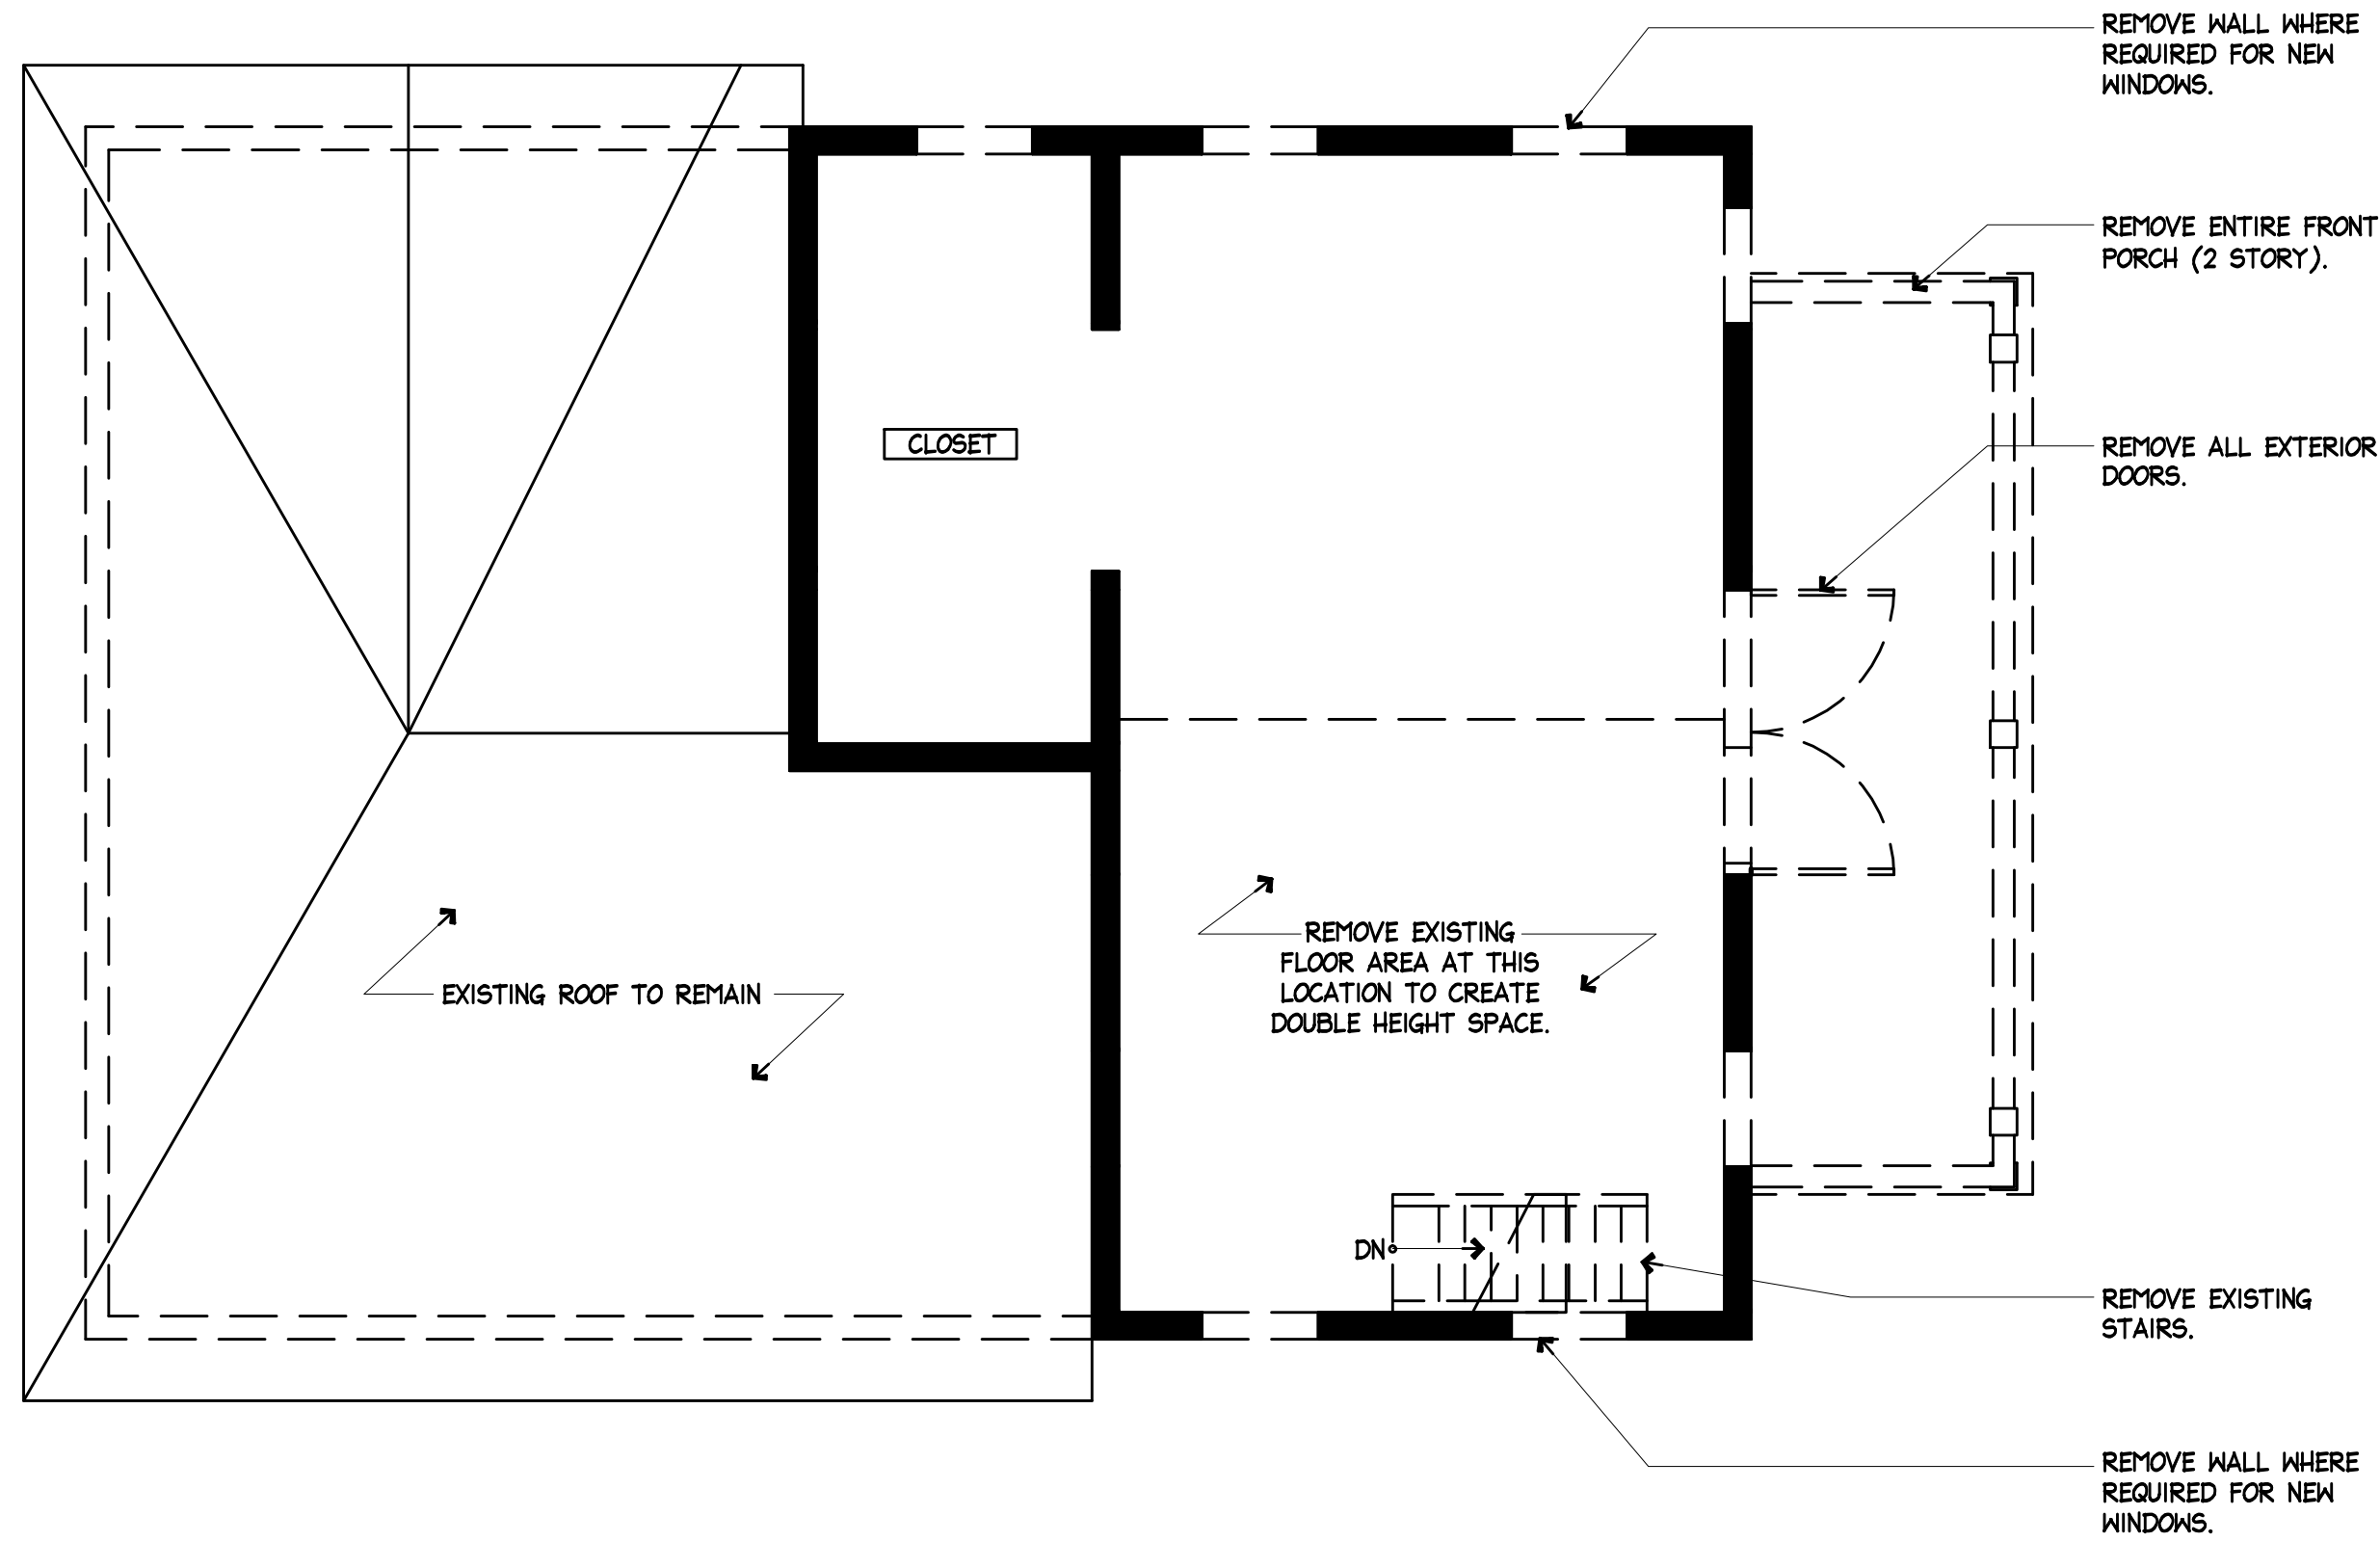 REMOVE WALL WHERE
REQUIRED FOR NEW
WINDOWS.
REMOVE ENTIRE FRONT
PORCH (2 STORY).
REMOVE ALL EXTERIOR
DOORS.
CLOSET
REMOVE EXISTING
FLOOR AREA AT THIS
LOCATION TO CREATE
DOUBLE HEIGHT SPACE.
EXISTING ROOF TO REMAIN
DN
REMOVE EXISTING
STAIRS.
REMOVE WALL WHERE
REQUIRED FOR NEW
WINDOWS.